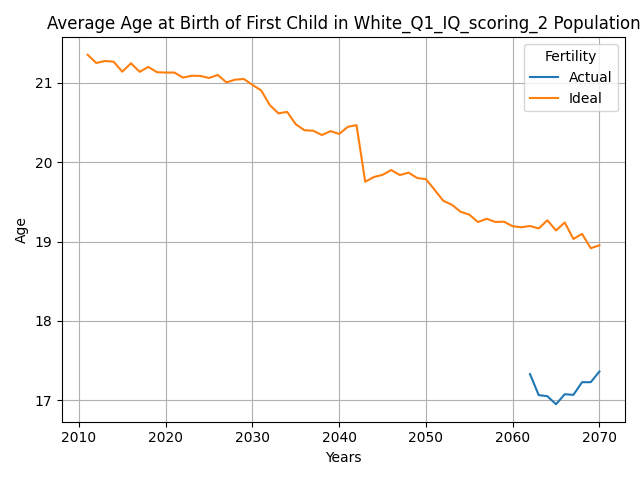 Average Age at Birth of First Child in White_Q1_IQ_scoring_2 Population
Fertility
Actual
Ideal
Age
21
20
19
18
17
2010 2020 2030 2040 2050 2060 2070
Years